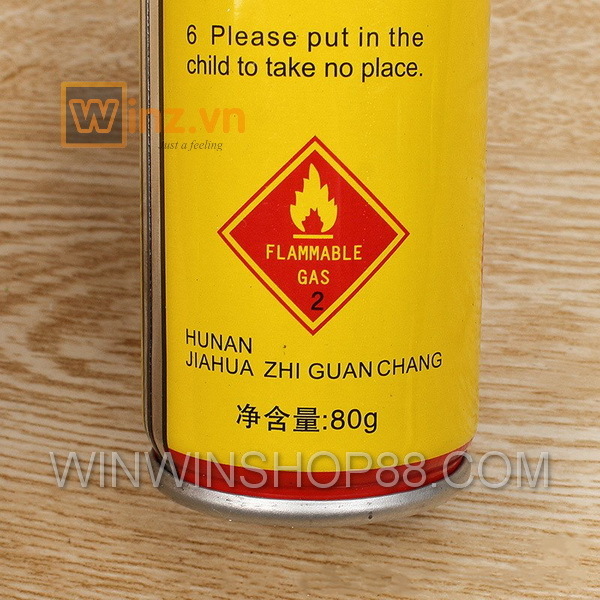 6 Please put in the
child to take no place.
Winz.vn
Just a feeling
FLAMMABLE
GAS
2
HUNAN
JIAHUA ZHI GUAN CHANG
净含量:80g
WINWINSHOP88.COM